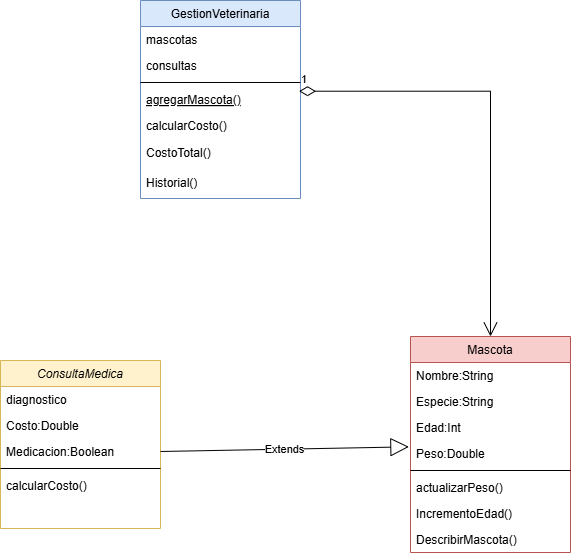 GestionVeterinaria
mascotas
consultas
1
agregarMascota()
calcularCosto()
CostoTotal()
Historial()
ConsultaMedica
diagnostico
Costo:Double
Medicacion:Boolean
calcularCosto()
Extends
Mascota
Nombre:String
Especie:String
Edad:Int
Peso:Double
actualizarPeso()
IncrementoEdad()
DescribirMascota()